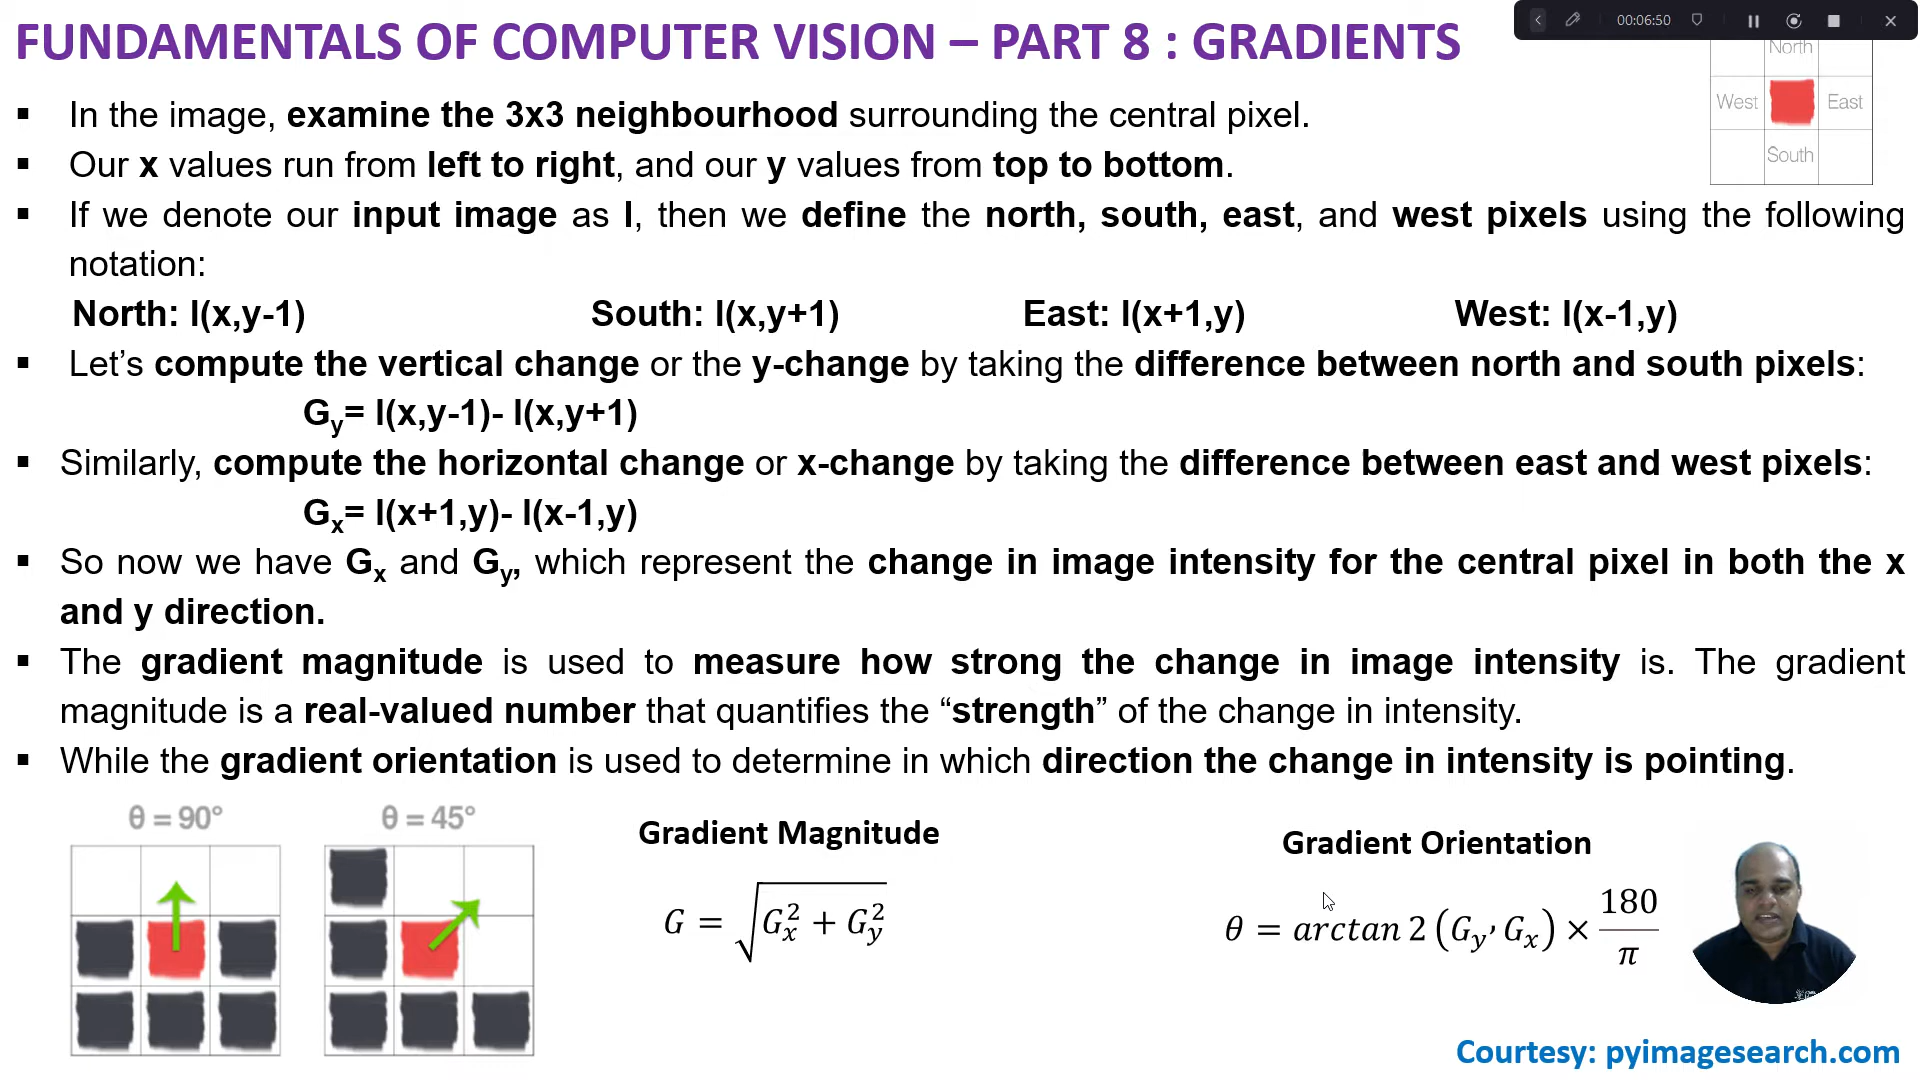 FUNDAMENTALS OF COMPUTER VISION – PART 8 : GRADIENTS
00:06:50
North
West East
South
▪ In the image, examine the 3x3 neighbourhood surrounding the central pixel.
▪ Our x values run from left to right, and our y values from top to bottom.
▪ If we denote our input image as I, then we define the north, south, east, and west pixels using the following
notation:
North: I(x,y-1) South: I(x,y+1) East: I(x+1,y) West: I(x-1,y)
▪ Let’s compute the vertical change or the y-change by taking the difference between north and south pixels:
Gy= I(x,y-1)- I(x,y+1)
▪ Similarly, compute the horizontal change or x-change by taking the difference between east and west pixels:
Gx= I(x+1,y)- I(x-1,y)
▪ So now we have Gx and Gy, which represent the change in image intensity for the central pixel in both the x
and y direction.
▪ The gradient magnitude is used to measure how strong the change in image intensity is. The gradient
magnitude is a real-valued number that quantifies the “strength” of the change in intensity.
▪ While the gradient orientation is used to determine in which direction the change in intensity is pointing.
θ = 90° θ = 45°
Gradient Magnitude
G = √(Gx² + Gy²)
Gradient Orientation
θ = arctan 2 (Gy, Gx) × 180/π
Courtesy: pyimagesearch.com